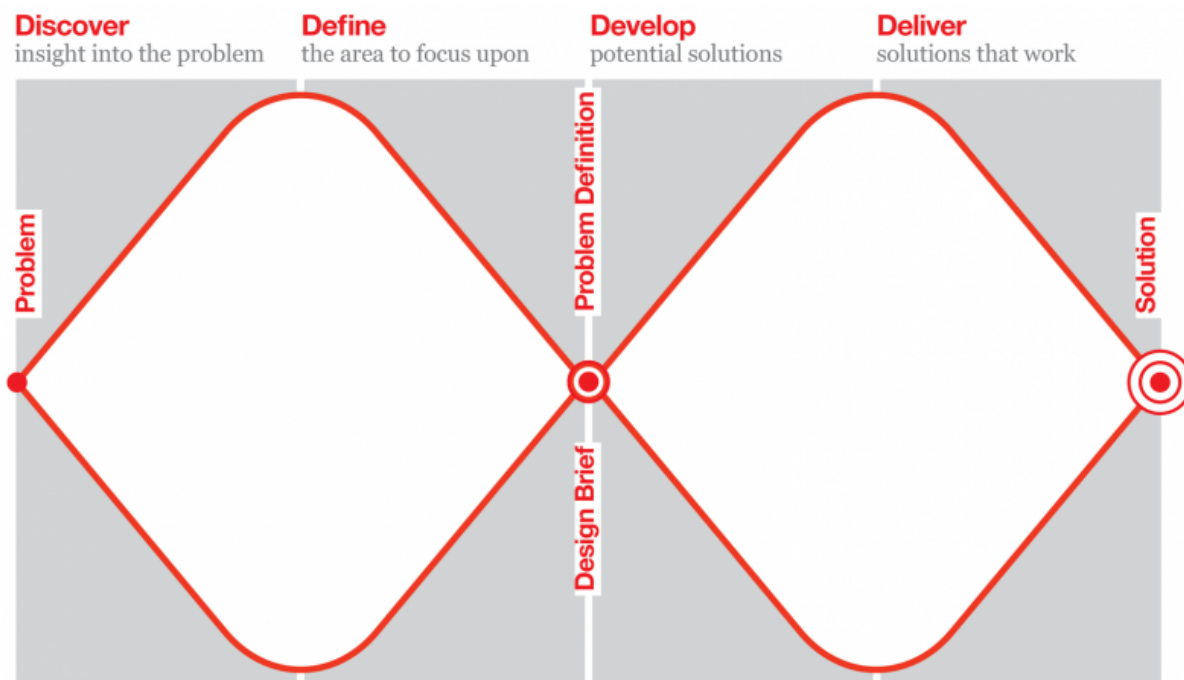 Discover
insight into the problem
Define
the area to focus upon
Develop
potential solutions
Deliver
solutions that work
Problem
Problem Definition
Design Brief
Solution